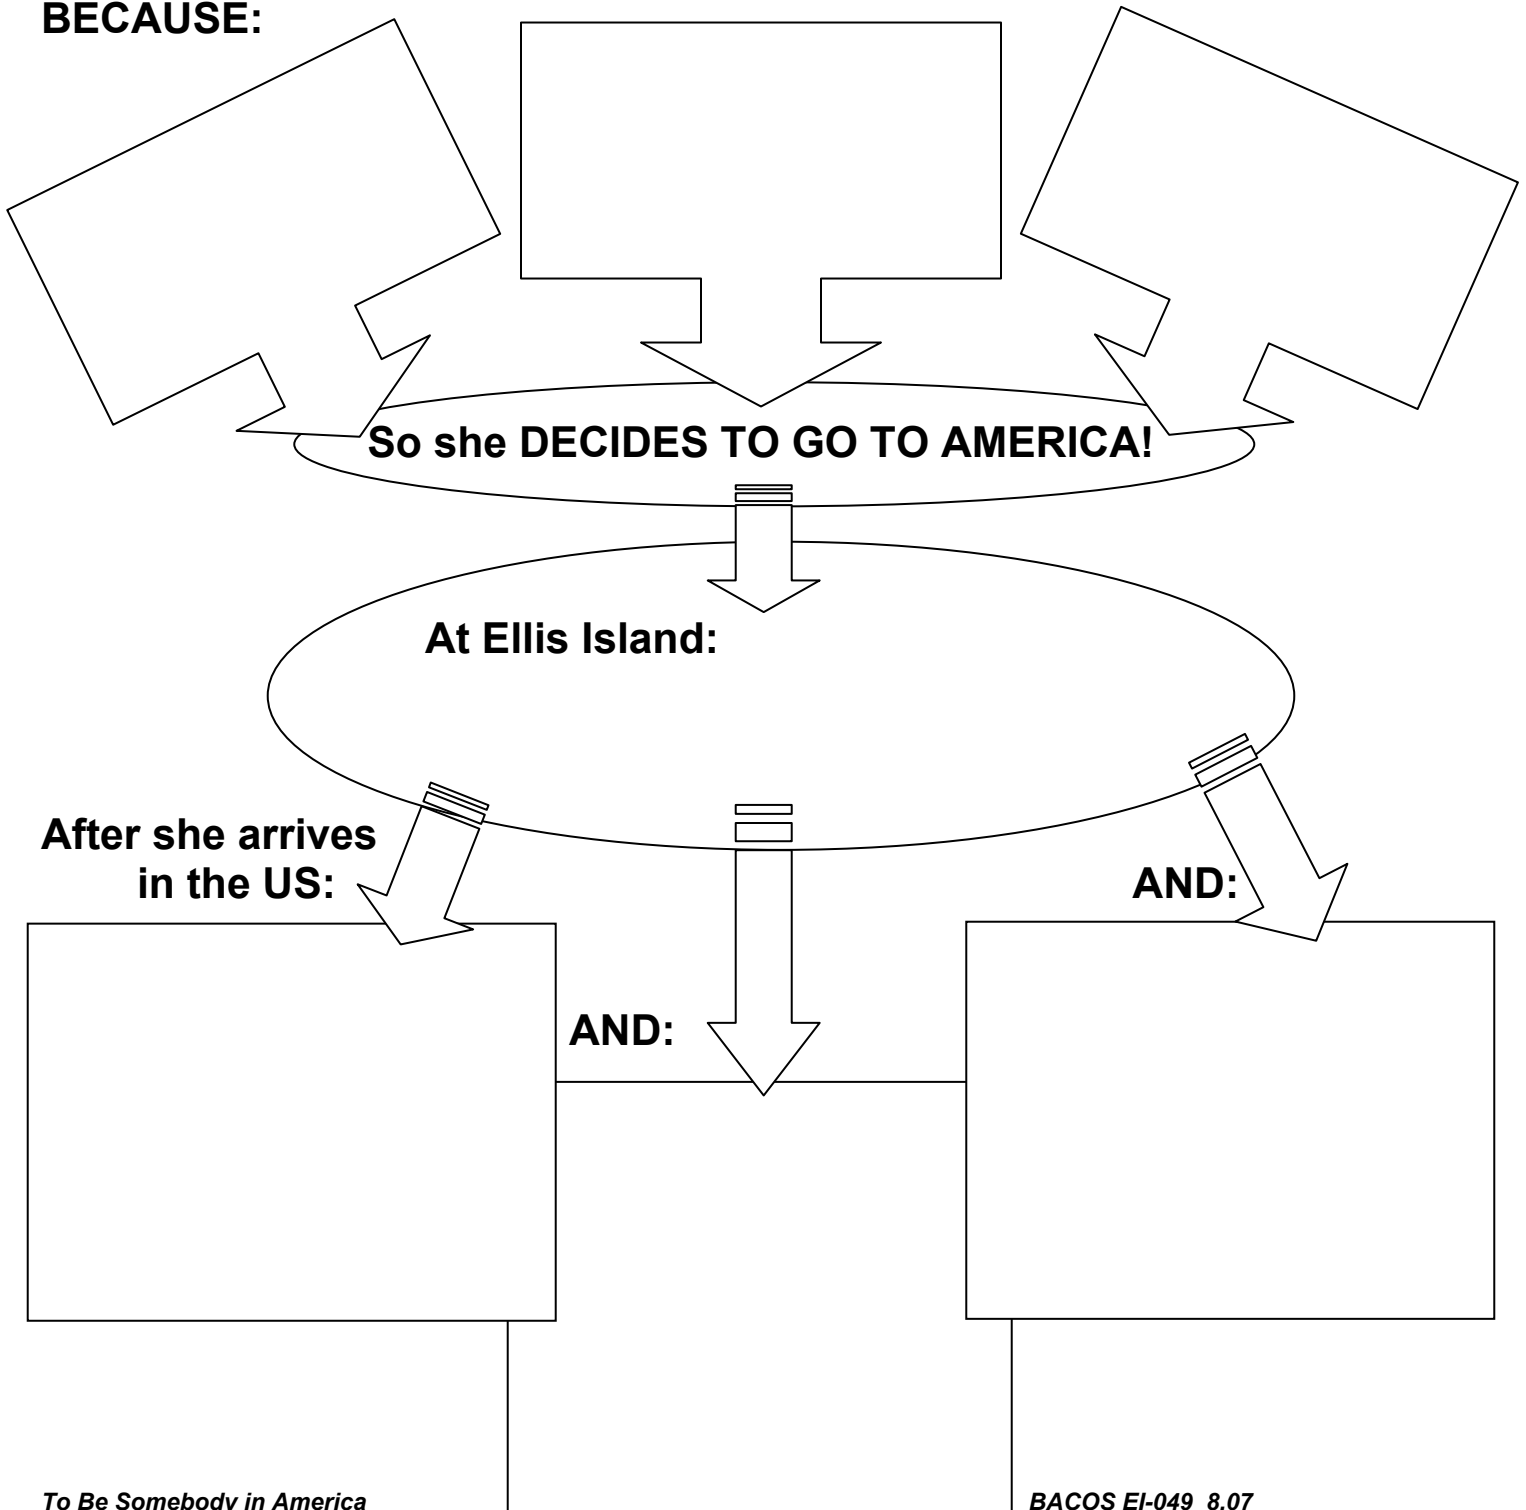 BECAUSE:
So she DECIDES TO GO TO AMERICA!
At Ellis Island:
After she arrives
in the US:
AND:
AND:
To Be Somebody in America
BACOS EI-049 8.07